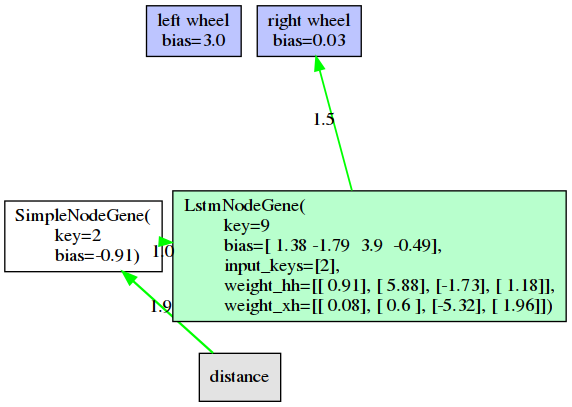 left wheel
bias=3.0
right wheel
bias=0.03
1.5
SimpleNodeGene(
key=2
bias=-0.91)
1.0
LstmNodeGene(
key=9
bias=[ 1.38 -1.79  3.9  -0.49],
input_keys=[2],
weight_hh=[[ 0.91], [ 5.88], [-1.73], [ 1.18]],
weight_xh=[[ 0.08], [ 0.6 ], [-5.32], [ 1.96]])
1.9
distance